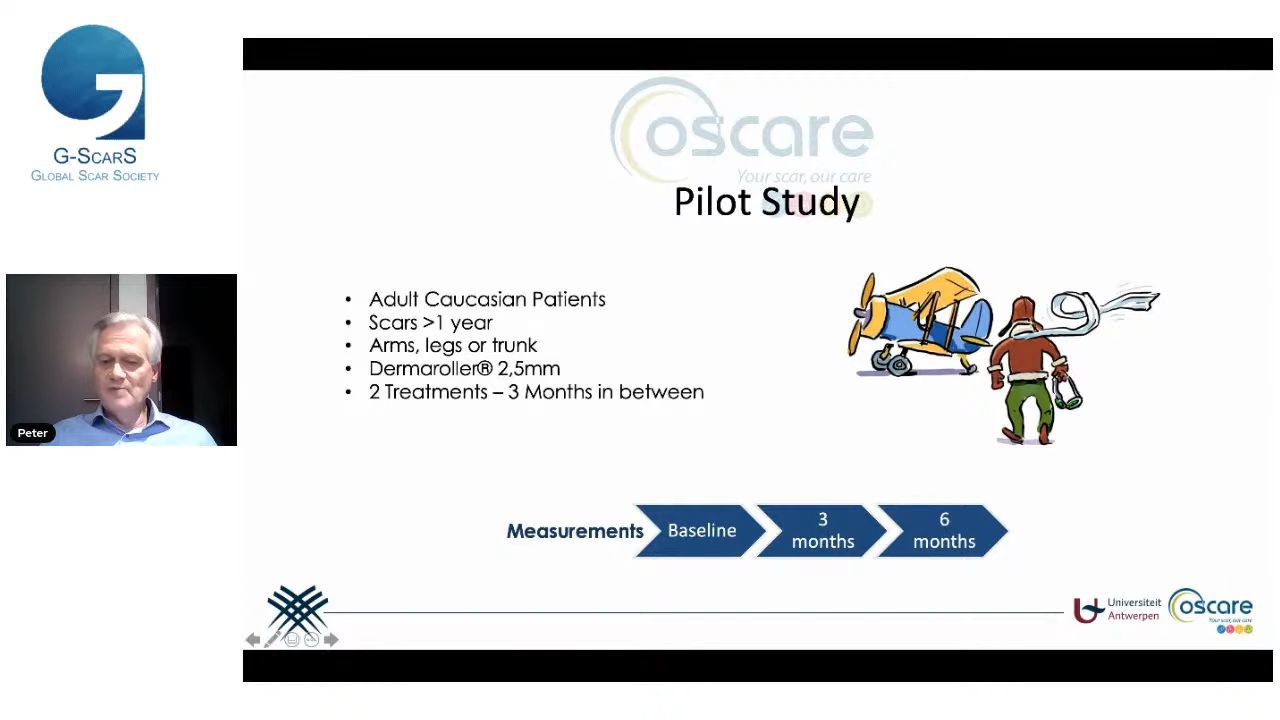 G-ScarS
Global Scar Society
oscare
Your scar, our care
Pilot Study
• Adult Caucasian Patients
• Scars >1 year
• Arms, legs or trunk
• Dermaroller® 2,5mm
• 2 Treatments – 3 Months in between
Peter
Measurements
Baseline
3
months
6
months
Universiteit
Antwerpen
oscare
Your scar, our care